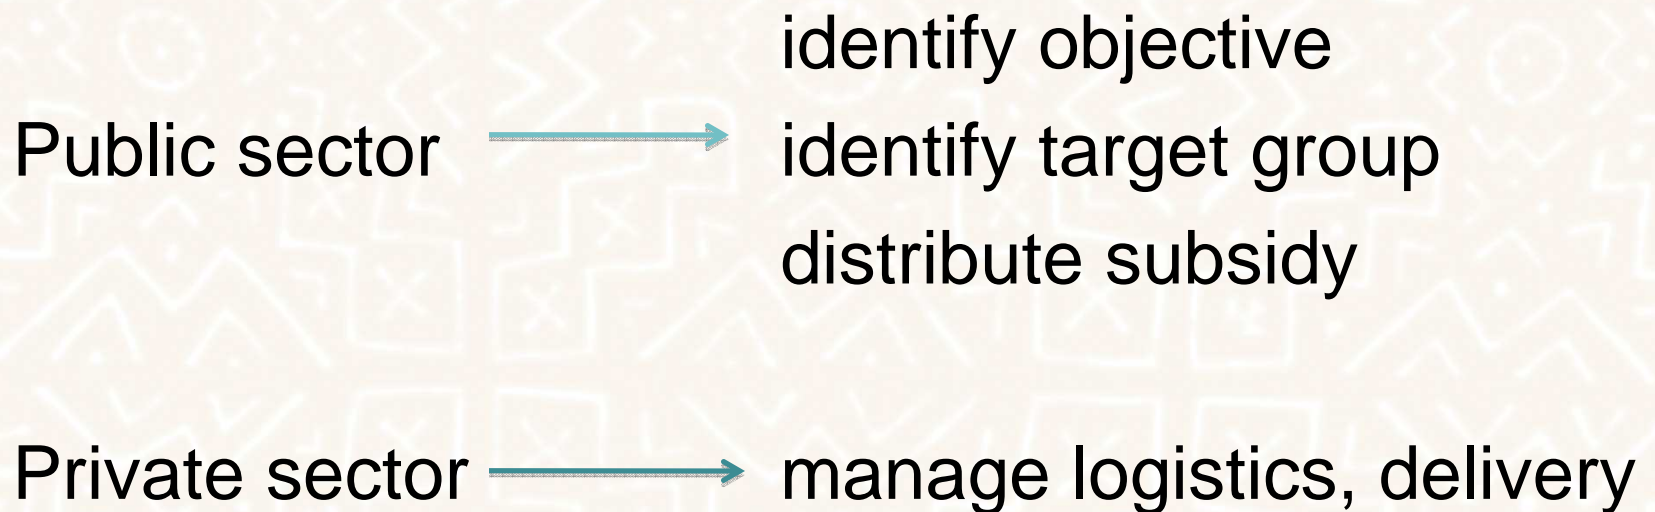 identify objective
Public sector identify target group
distribute subsidy
Private sector manage logistics, delivery